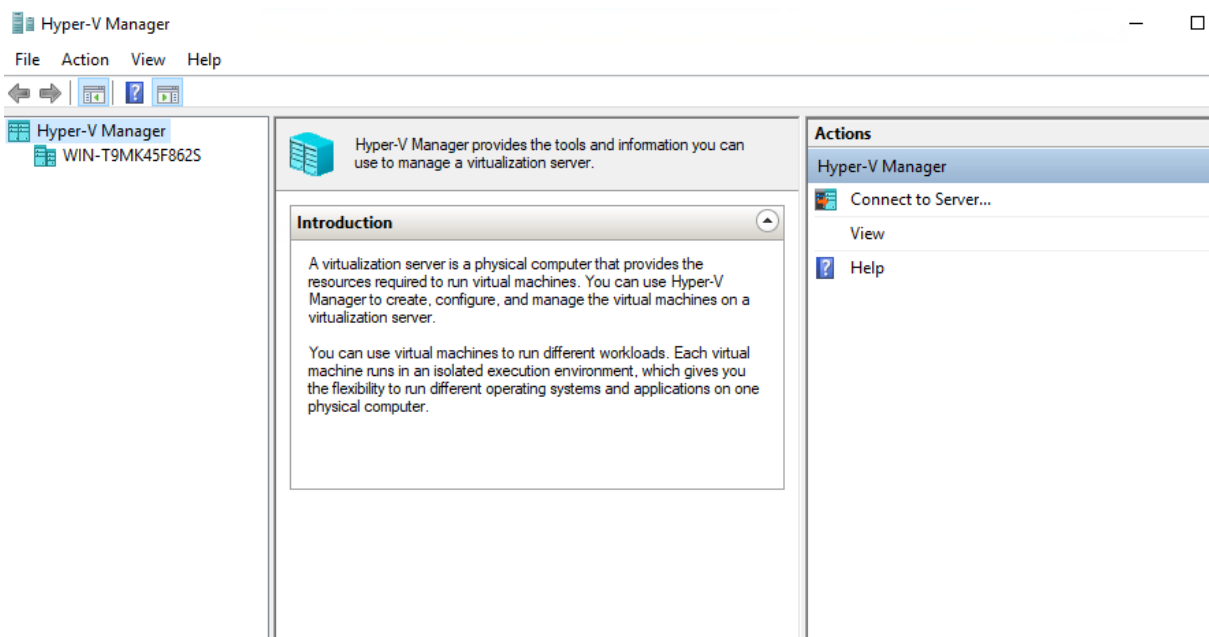 Hyper-V Manager
File Action View Help
Hyper-V Manager
WIN-T9MK45F862S
Hyper-V Manager provides the tools and information you can
use to manage a virtualization server.
Introduction
A virtualization server is a physical computer that provides the
resources required to run virtual machines. You can use Hyper-V
Manager to create, configure, and manage the virtual machines on a
virtualization server.
You can use virtual machines to run different workloads. Each virtual
machine runs in an isolated execution environment, which gives you
the flexibility to run different operating systems and applications on one
physical computer.
Actions
Hyper-V Manager
Connect to Server...
View
Help